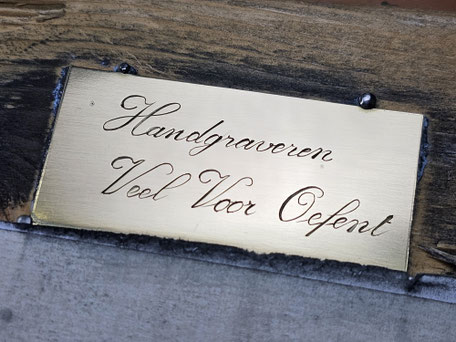 Handgraveren
Veel Voor Oefent